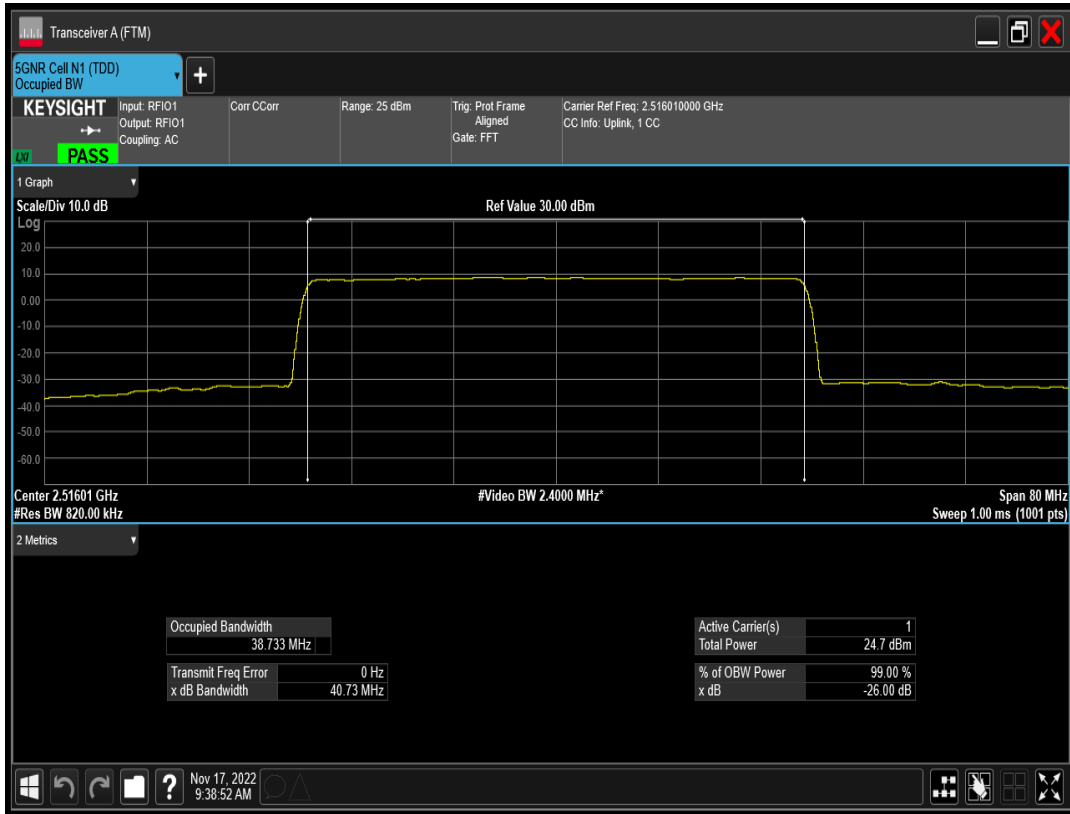 Transceiver A (FTM)
5GNR Cell N1 (TDD)
Occupied BW
KEYSIGHT
LXI
PASS
Input: RFIO1
Output: RFIO1
Coupling: AC
Corr CCorr
Range: 25 dBm
Trig: Prot Frame
Aligned
Gate: FFT
Carrier Ref Freq: 2.516010000 GHz
CC Info: Uplink, 1 CC
1 Graph
Scale/Div 10.0 dB
Ref Value 30.00 dBm
Log
20.0
10.0
0.00
-10.0
-20.0
-30.0
-40.0
-50.0
-60.0
Center 2.51601 GHz
#Video BW 2.4000 MHz*
Span 80 MHz
#Res BW 820.00 kHz
Sweep 1.00 ms (1001 pts)
2 Metrics
Occupied Bandwidth
38.733 MHz
Transmit Freq Error 0 Hz
x dB Bandwidth 40.73 MHz
Active Carrier(s) 1
Total Power 24.7 dBm
% of OBW Power 99.00 %
x dB -26.00 dB
?
Nov 17, 2022
9:38:52 AM